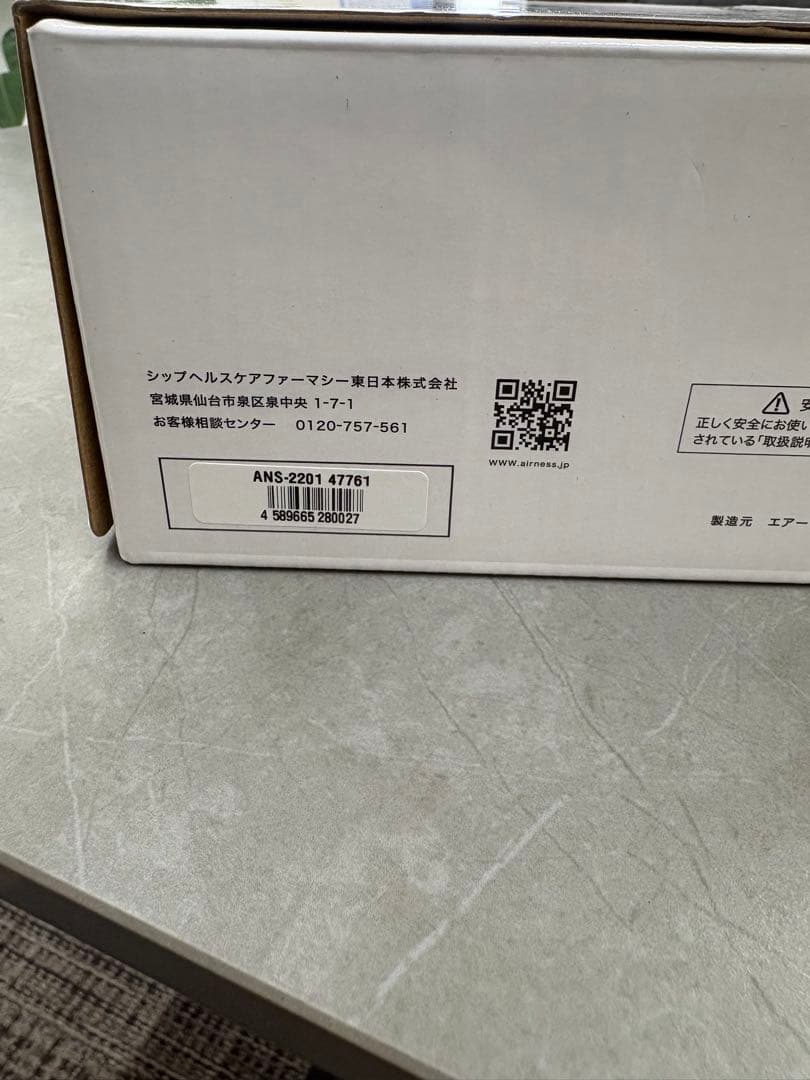 シップヘルスケアファーマシー東日本株式会社
宮城県仙台市泉区泉中央 1-7-1
お客様相談センター 0120-757-561
www.airness.jp
ANS-2201 47761
4 589665 280027
⚠ 安
正しく安全にお使い
されている「取扱説明
製造元 エアー